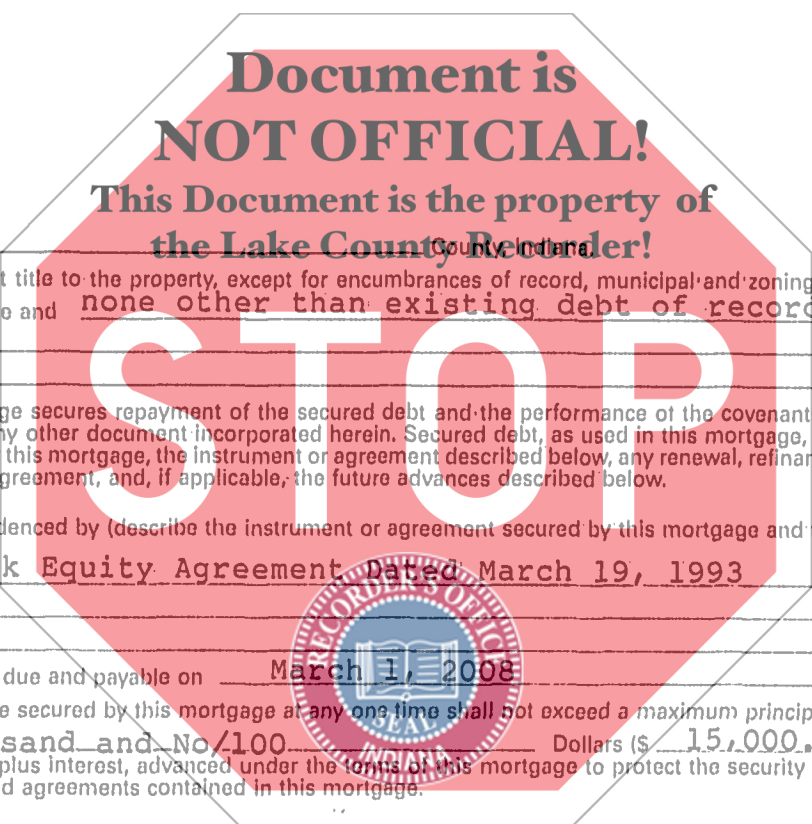 Document is
NOT OFFICIAL!
This Document is the property of
the Lake County Recorder!
County, Indiana,
t title to the property, except for encumbrances of record, municipal and zoning
e and none other than existing debt of record
STOP
ge secures repayment of the secured debt and the performance of the covenant
ny other document incorporated herein. Secured debt, as used in this mortgage,
this mortgage, the instrument or agreement described below, any renewal, refinan
greement, and, if applicable, the future advances described below.
denced by (describe the instrument or agreement secured by this mortgage and
k Equity Agreement Dated March 19, 1993
RECORDER'S OFFICE
due and payable on March 1, 2008
e secured by this mortgage at any one time shall not exceed a maximum princip
SEAL
sand and No/100 Dollars ($ 15,000.
INDIANA
plus interest, advanced under the terms of this mortgage to protect the security
d agreements contained in this mortgage.